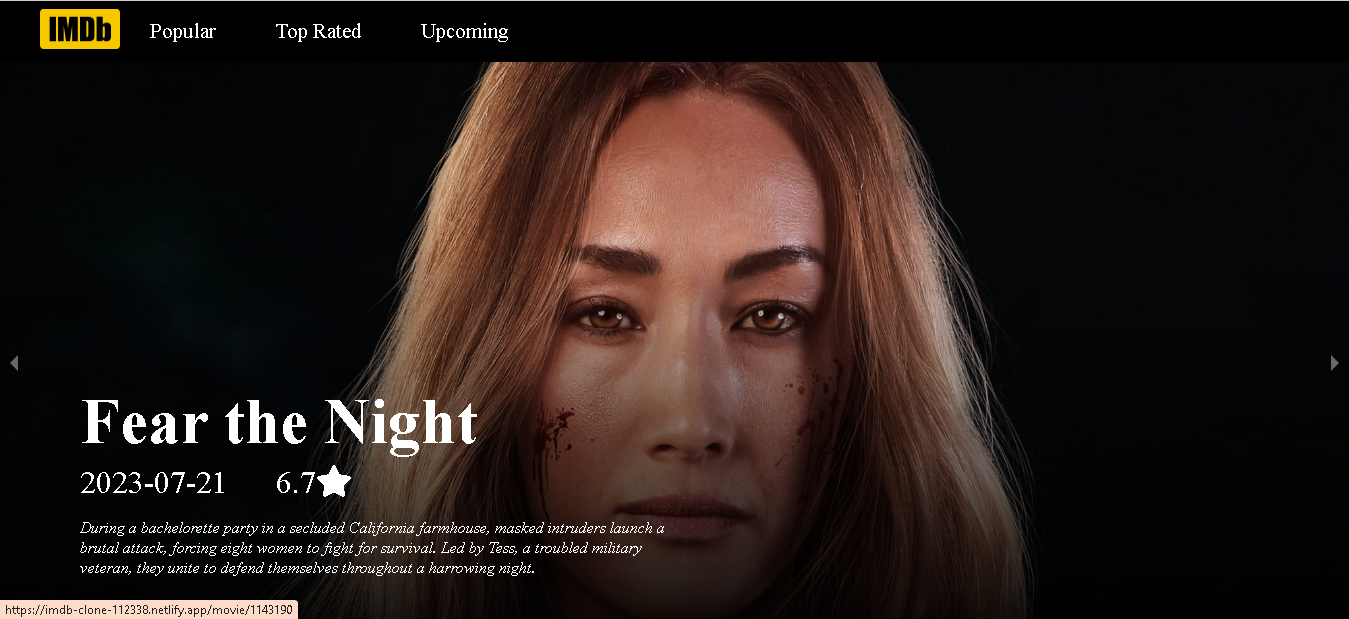 IMDb
Popular
Top Rated
Upcoming
Fear the Night
2023-07-21 6.7
During a bachelorette party in a secluded California farmhouse, masked intruders launch a
brutal attack, forcing eight women to fight for survival. Led by Tess, a troubled military
veteran, they unite to defend themselves throughout a harrowing night.
https://imdb-clone-112338.netlify.app/movie/1143190